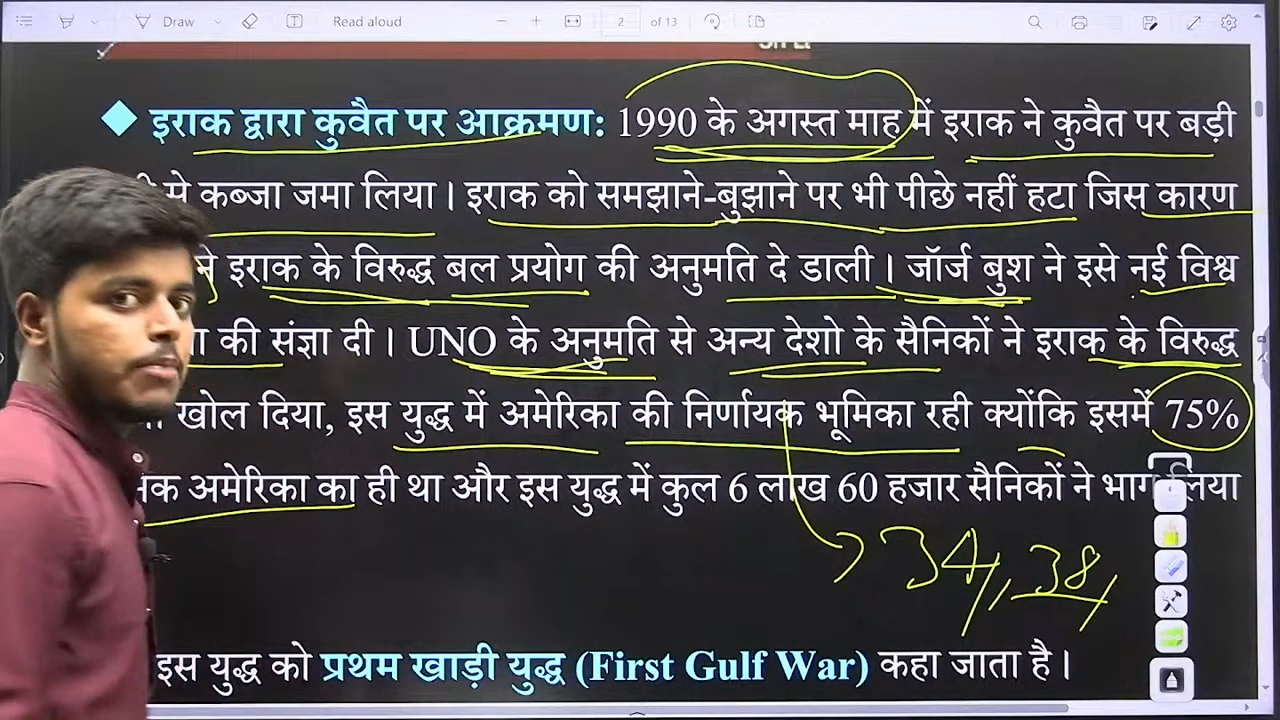 Draw
Read aloud
2 of 13
◆ इराक द्वारा कुवैत पर आक्रमण: 1990 के अगस्त माह में इराक ने कुवैत पर बड़ी
से कब्जा जमा लिया। इराक को समझाने-बुझाने पर भी पीछे नहीं हटा जिस कारण
ने इराक के विरुद्ध बल प्रयोग की अनुमति दे डाली। जॉर्ज बुश ने इसे नई विश्व
की संज्ञा दी। UNO के अनुमति से अन्य देशो के सैनिकों ने इराक के विरुद्ध
खोल दिया, इस युद्ध में अमेरिका की निर्णायक भूमिका रही क्योंकि इसमें 75%
अमेरिका का ही था और इस युद्ध में कुल 6 लाख 60 हजार सैनिकों ने भाग लिया
34, 38,
इस युद्ध को प्रथम खाड़ी युद्ध (First Gulf War) कहा जाता है।